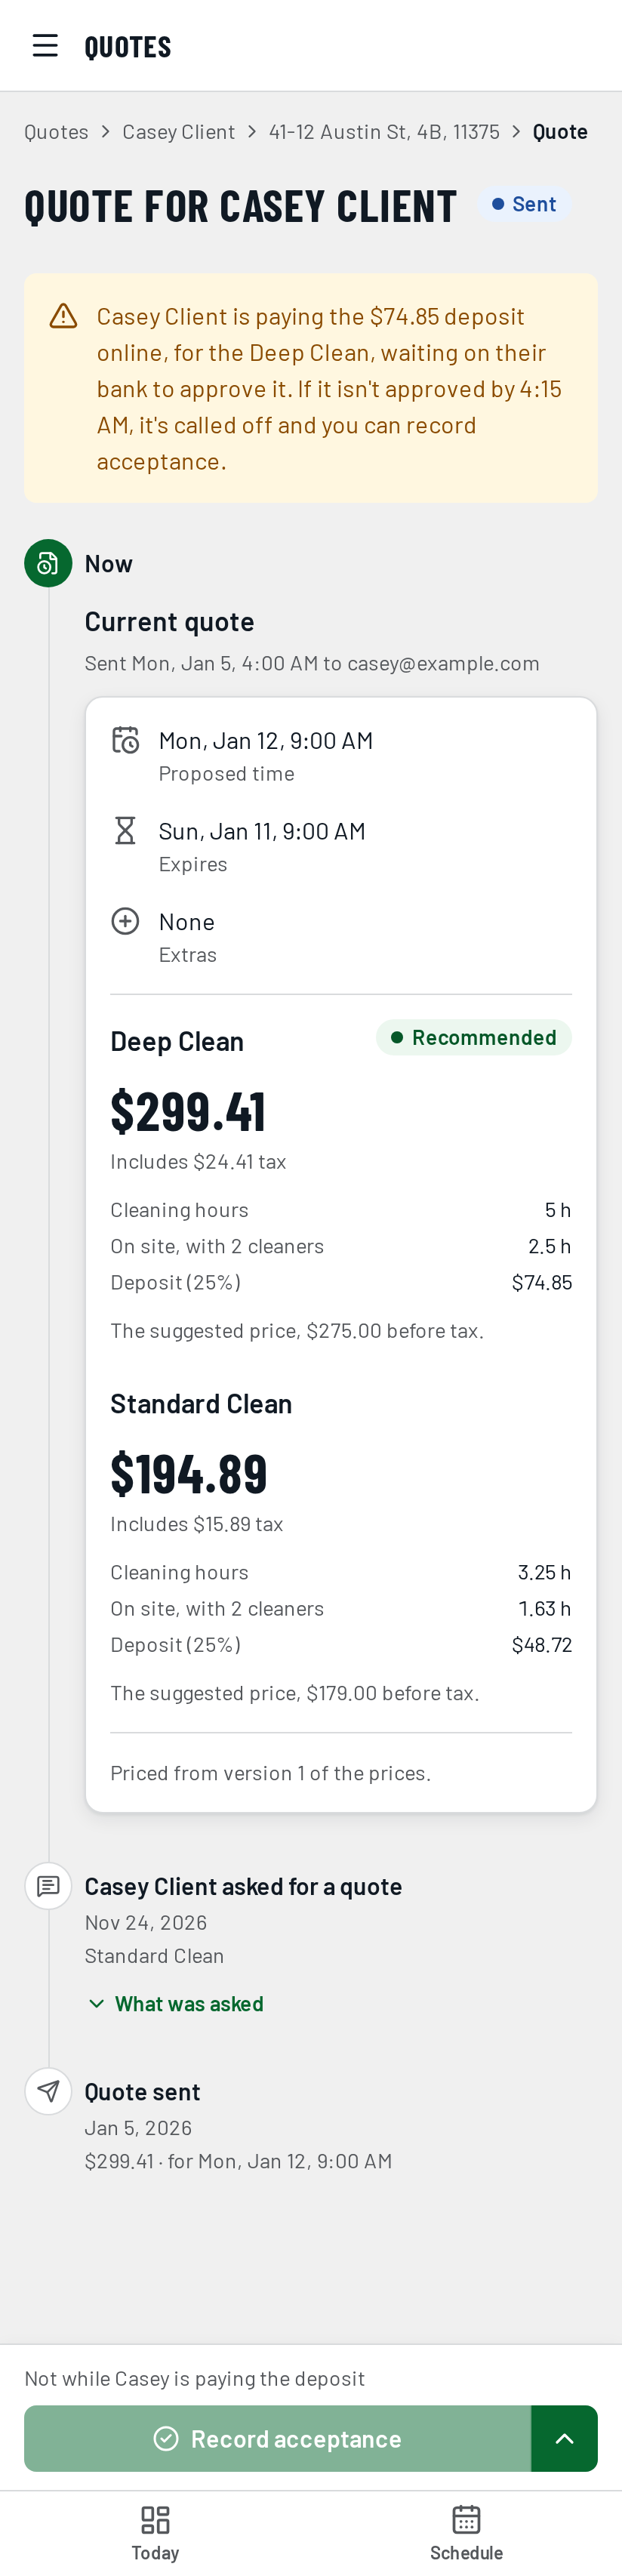 QUOTES
Quotes > Casey Client > 41-12 Austin St, 4B, 11375 > Quote
QUOTE FOR CASEY CLIENT
Sent
Casey Client is paying the $74.85 deposit
online, for the Deep Clean, waiting on their
bank to approve it. If it isn't approved by 4:15
AM, it's called off and you can record
acceptance.
Now
Current quote
Sent Mon, Jan 5, 4:00 AM to casey@example.com
Mon, Jan 12, 9:00 AM
Proposed time
Sun, Jan 11, 9:00 AM
Expires
None
Extras
Deep Clean
Recommended
$299.41
Includes $24.41 tax
Cleaning hours 5 h
On site, with 2 cleaners 2.5 h
Deposit (25%) $74.85
The suggested price, $275.00 before tax.
Standard Clean
$194.89
Includes $15.89 tax
Cleaning hours 3.25 h
On site, with 2 cleaners 1.63 h
Deposit (25%) $48.72
The suggested price, $179.00 before tax.
Priced from version 1 of the prices.
Casey Client asked for a quote
Nov 24, 2026
Standard Clean
What was asked
Quote sent
Jan 5, 2026
$299.41 · for Mon, Jan 12, 9:00 AM
Not while Casey is paying the deposit
Record acceptance
Today
Schedule